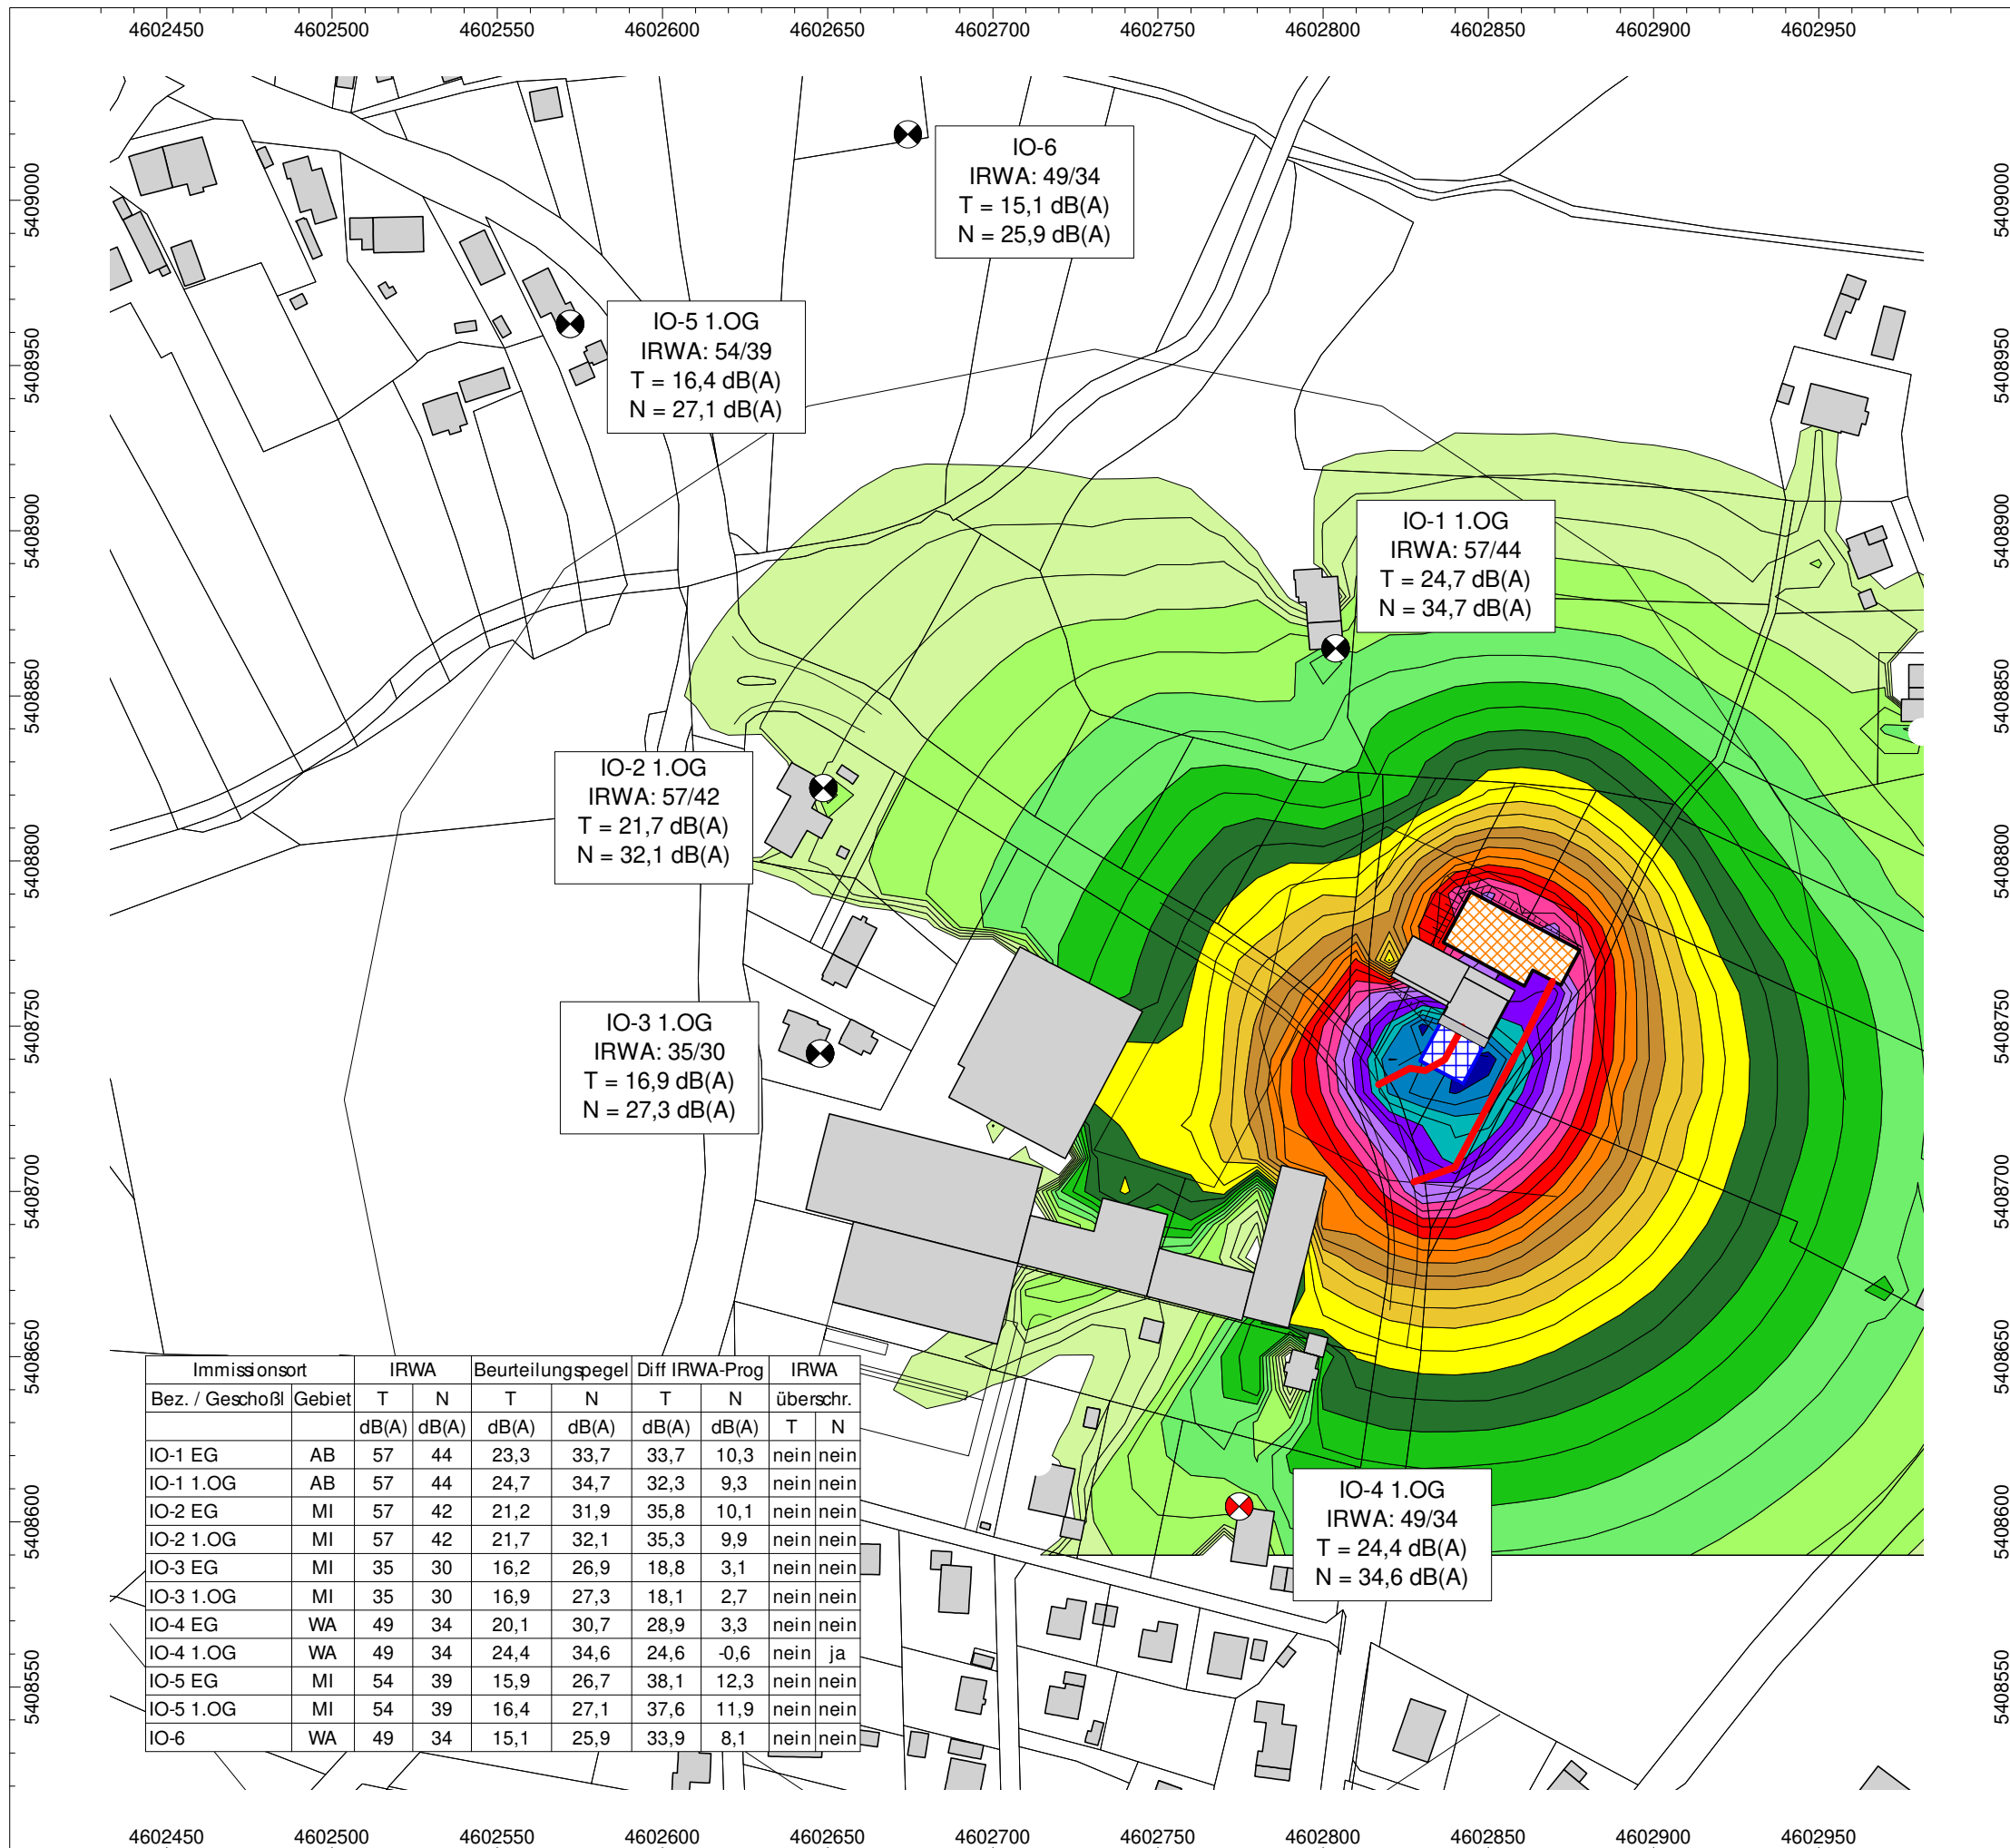 4602450 4602500 4602550 4602600 4602650 4602700 4602750 4602800 4602850 4602900 4602950
5409000
5408950
5408900
5408850
5408800
5408750
5408700
5408650
5408600
5408550
5409000
5408950
5408900
5408850
5408800
5408750
5408700
5408650
5408600
5408550
IO-6
IRWA: 49/34
T = 15,1 dB(A)
N = 25,9 dB(A)
IO-5 1.OG
IRWA: 54/39
T = 16,4 dB(A)
N = 27,1 dB(A)
IO-1 1.OG
IRWA: 57/44
T = 24,7 dB(A)
N = 34,7 dB(A)
IO-2 1.OG
IRWA: 57/42
T = 21,7 dB(A)
N = 32,1 dB(A)
IO-3 1.OG
IRWA: 35/30
T = 16,9 dB(A)
N = 27,3 dB(A)
IO-4 1.OG
IRWA: 49/34
T = 24,4 dB(A)
N = 34,6 dB(A)
Immissionsort IRWA Beurteilungspegel Diff IRWA-Prog IRWA
Bez. / Geschoßl Gebiet T N T N T N überschr.
dB(A) dB(A) dB(A) dB(A) dB(A) dB(A) T N
IO-1 EG AB 57 44 23,3 33,7 33,7 10,3 nein nein
IO-1 1.OG AB 57 44 24,7 34,7 32,3 9,3 nein nein
IO-2 EG MI 57 42 21,2 31,9 35,8 10,1 nein nein
IO-2 1.OG MI 57 42 21,7 32,1 35,3 9,9 nein nein
IO-3 EG MI 35 30 16,2 26,9 18,8 3,1 nein nein
IO-3 1.OG MI 35 30 16,9 27,3 18,1 2,7 nein nein
IO-4 EG WA 49 34 20,1 30,7 28,9 3,3 nein nein
IO-4 1.OG WA 49 34 24,4 34,6 24,6 -0,6 nein ja
IO-5 EG MI 54 39 15,9 26,7 38,1 12,3 nein nein
IO-5 1.OG MI 54 39 16,4 27,1 37,6 11,9 nein nein
IO-6 WA 49 34 15,1 25,9 33,9 8,1 nein nein
4602450 4602500 4602550 4602600 4602650 4602700 4602750 4602800 4602850 4602900 4602950